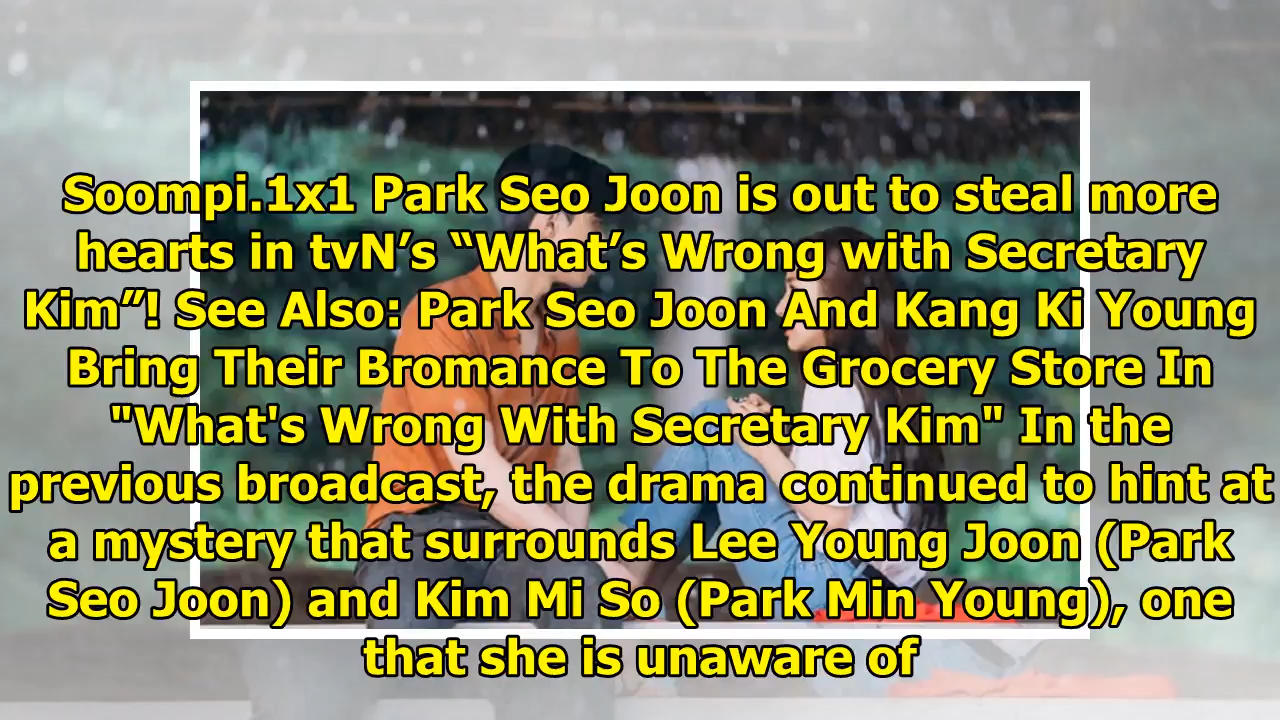 Soompi.1x1 Park Seo Joon is out to steal more
hearts in tvN’s “What’s Wrong with Secretary
Kim”! See Also: Park Seo Joon And Kang Ki Young
Bring Their Bromance To The Grocery Store In
"What's Wrong With Secretary Kim" In the
previous broadcast, the drama continued to hint at
a mystery that surrounds Lee Young Joon (Park
Seo Joon) and Kim Mi So (Park Min Young), one
that she is unaware of